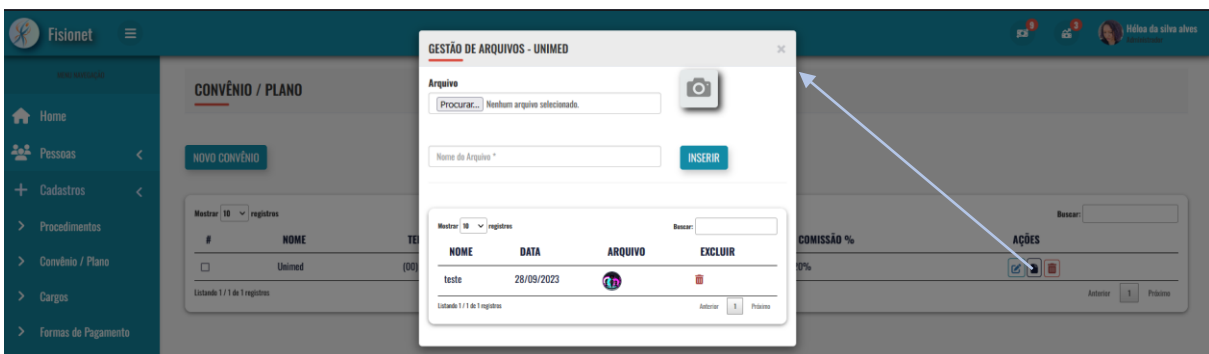 Fisionet
Héloa da silva alves
GESTÃO DE ARQUIVOS - UNIMED
×
CONVÊNIO / PLANO
Arquivo
Procurar... Nenhum arquivo selecionado.
Home
Pessoas
NOVO CONVÊNIO
Nome do Arquivo *
INSERIR
Cadastros
Procedimentos
Mostrar 10 registros
Buscar:
# NOME TE COMISSÃO % AÇÕES
Mostrar 10 registros
Buscar:
NOME DATA ARQUIVO EXCLUIR
Convênio / Plano
Unimed (00) 20%
teste 28/09/2023
Cargos
Listando 1 / 1 de 1 registros
Anterior 1 Próximo
Listando 1 / 1 de 1 registros
Anterior 1 Próximo
Formas de Pagamento